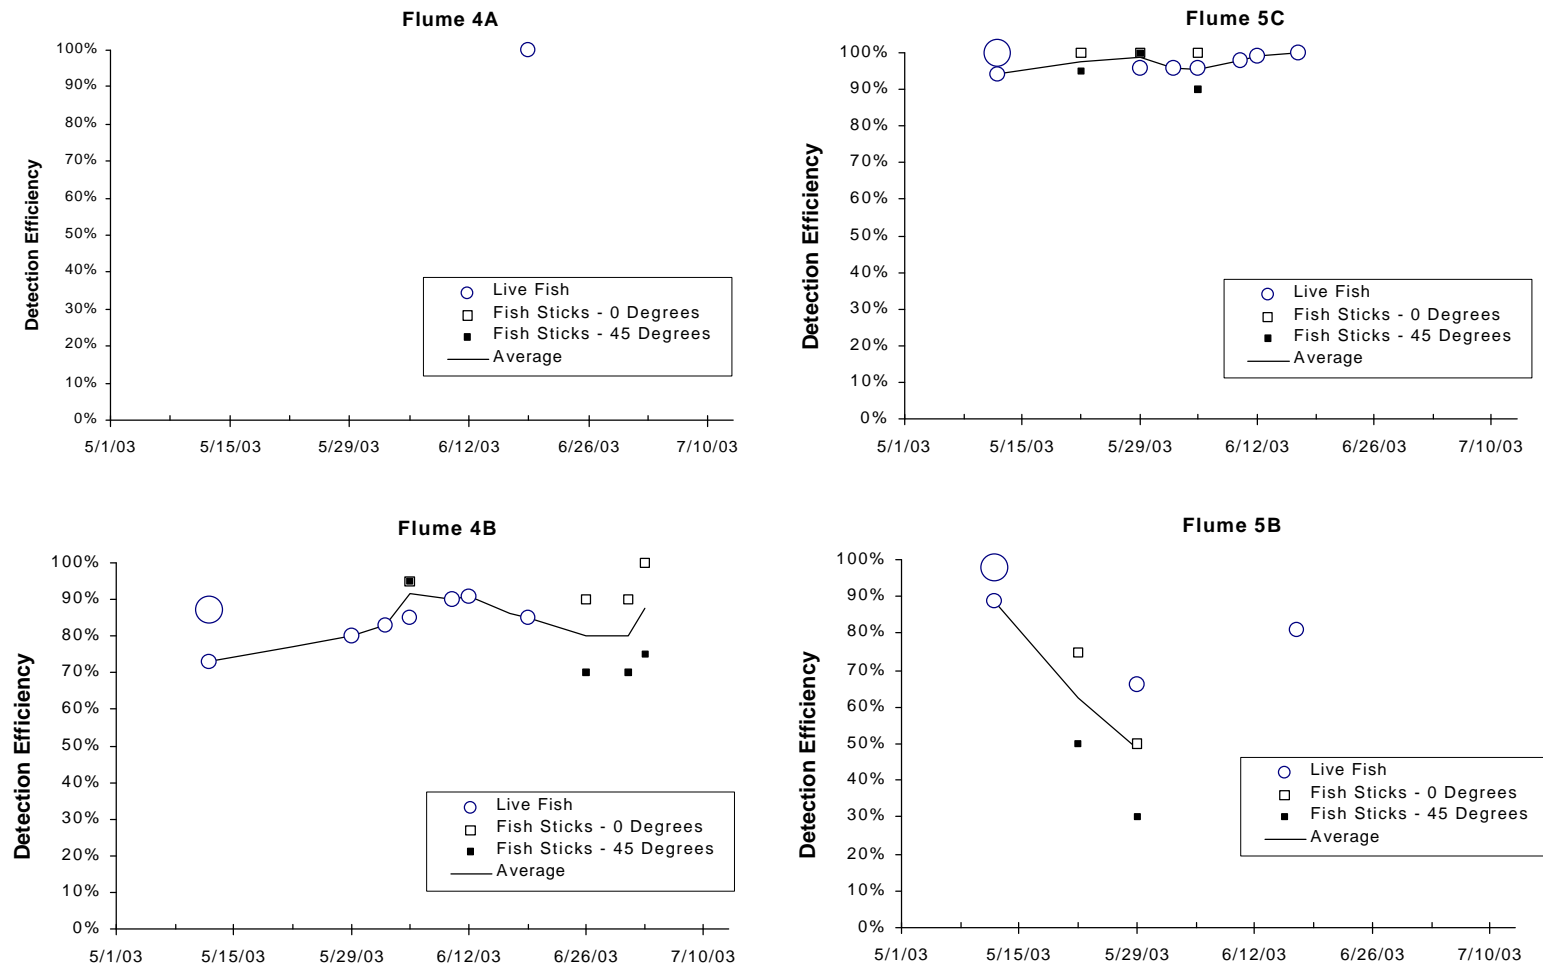 Flume 4A
100%
90%
80%
70%
60%
50%
40%
30%
20%
10%
0%
Detection Efficiency
5/1/03 5/15/03 5/29/03 6/12/03 6/26/03 7/10/03
Live Fish
Fish Sticks - 0 Degrees
Fish Sticks - 45 Degrees
Average
Flume 5C
100%
90%
80%
70%
60%
50%
40%
30%
20%
10%
0%
Detection Efficiency
5/1/03 5/15/03 5/29/03 6/12/03 6/26/03 7/10/03
Live Fish
Fish Sticks - 0 Degrees
Fish Sticks - 45 Degrees
Average
Flume 4B
100%
90%
80%
70%
60%
50%
40%
30%
20%
10%
0%
Detection Efficiency
5/1/03 5/15/03 5/29/03 6/12/03 6/26/03 7/10/03
Live Fish
Fish Sticks - 0 Degrees
Fish Sticks - 45 Degrees
Average
Flume 5B
100%
90%
80%
70%
60%
50%
40%
30%
20%
10%
0%
Detection Efficiency
5/1/03 5/15/03 5/29/03 6/12/03 6/26/03 7/10/03
Live Fish
Fish Sticks - 0 Degrees
Fish Sticks - 45 Degrees
Average